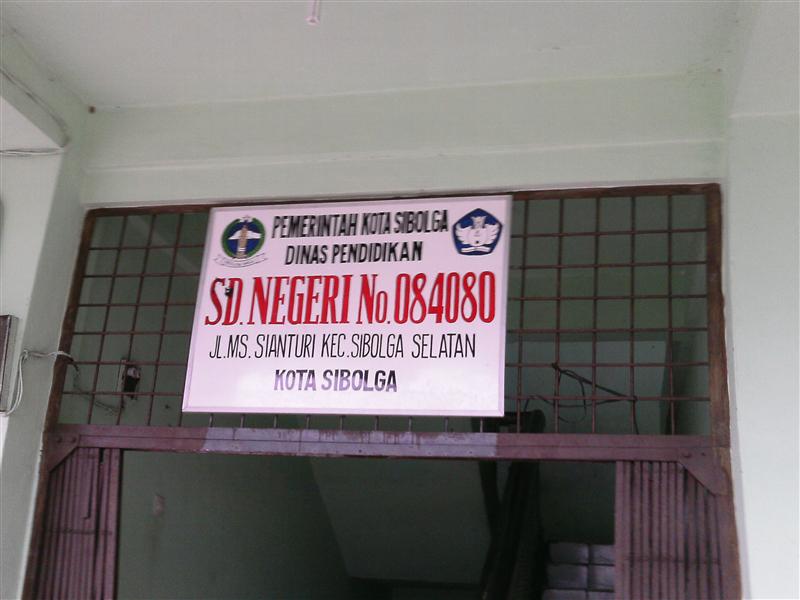 PEMERINTAH KOTA SIBOLGA
DINAS PENDIDIKAN
SD. NEGERI No. 084080
JL.MS. SIANTURI KEC.SIBOLGA SELATAN
KOTA SIBOLGA